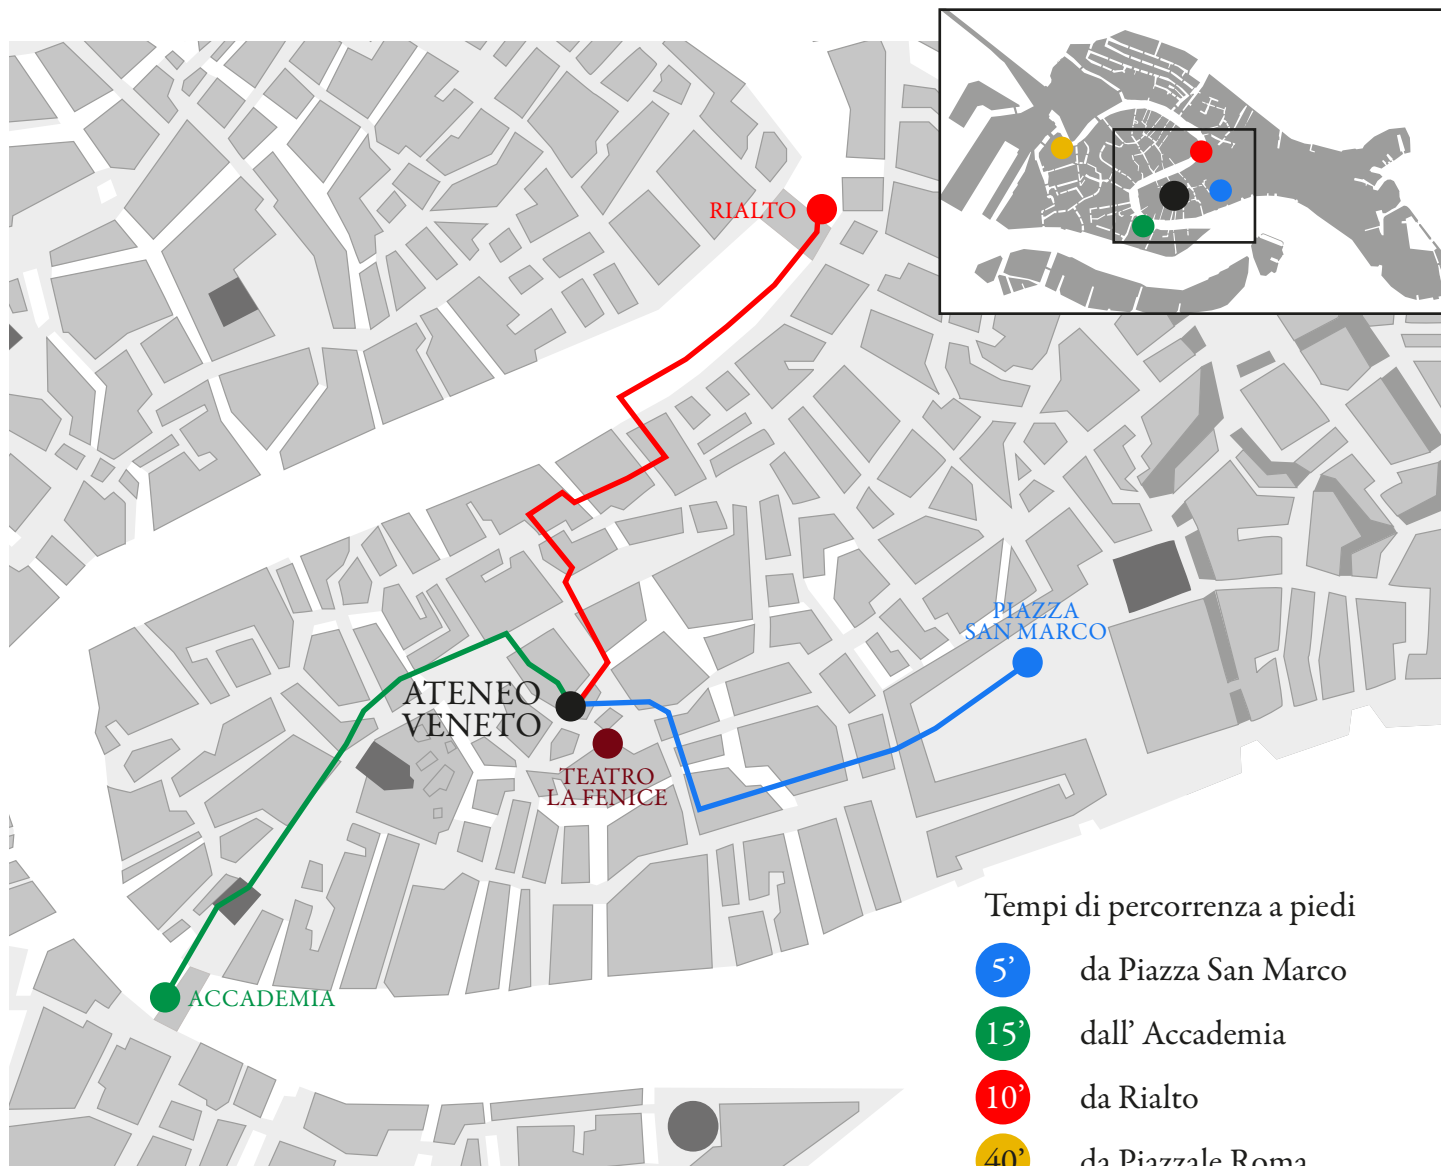 RIALTO
PIAZZA
SAN MARCO
ATENEO
VENETO
TEATRO
LA FENICE
ACCADEMIA
Tempi di percorrenza a piedi
5’ da Piazza San Marco
15’ dall’ Accademia
10’ da Rialto
40’ da Piazzale Roma